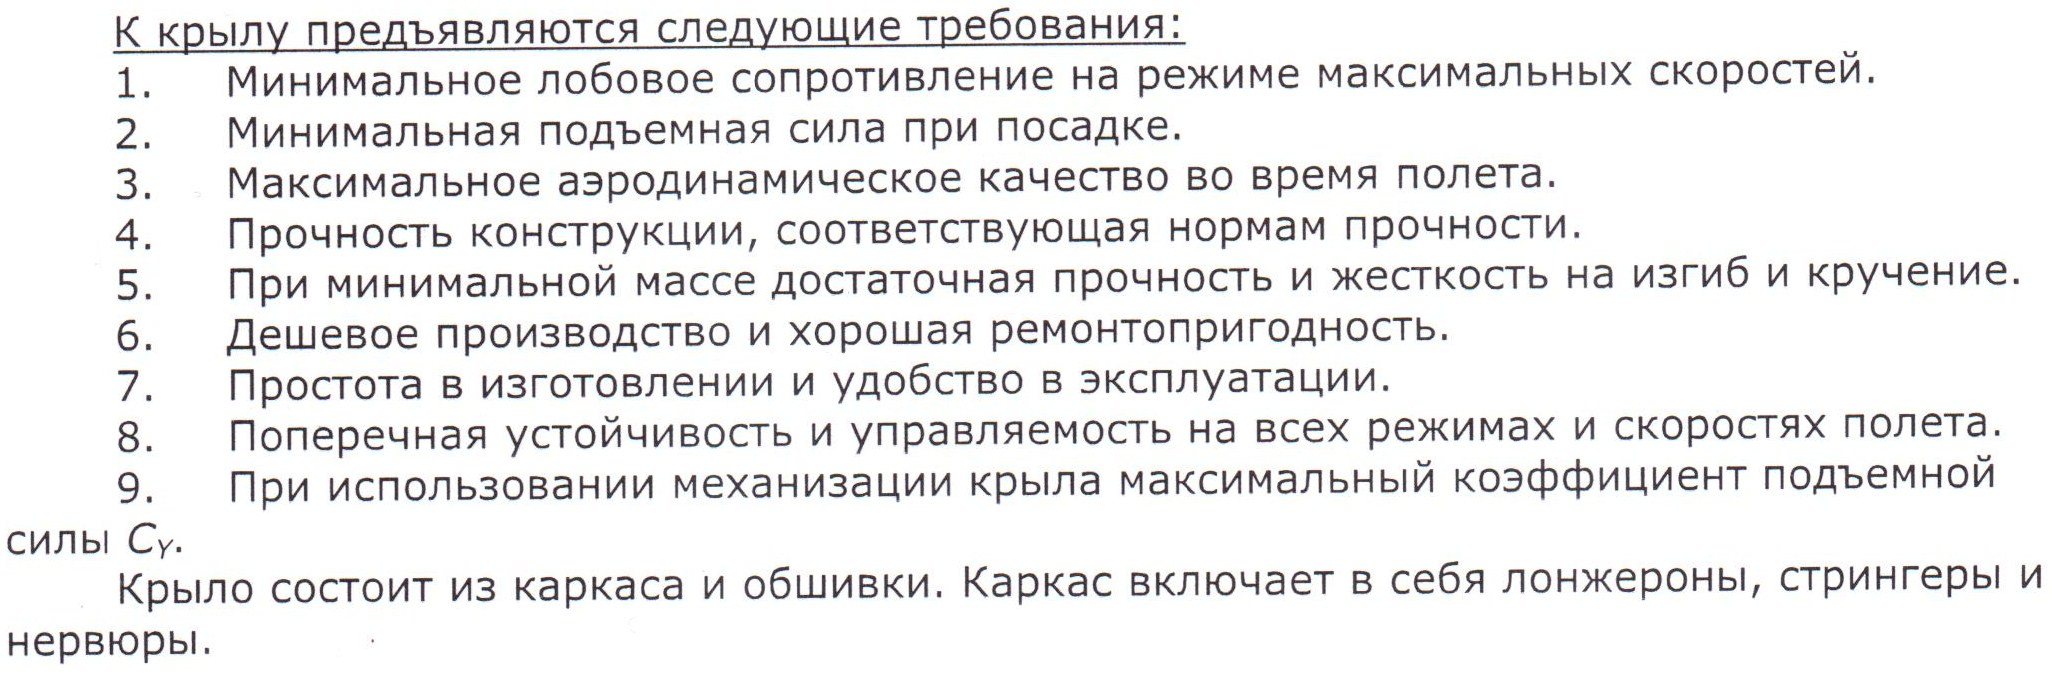 К крылу предъявляются следующие требования:
1. Минимальное лобовое сопротивление на режиме максимальных скоростей.
2. Минимальная подъемная сила при посадке.
3. Максимальное аэродинамическое качество во время полета.
4. Прочность конструкции, соответствующая нормам прочности.
5. При минимальной массе достаточная прочность и жесткость на изгиб и кручение.
6. Дешевое производство и хорошая ремонтопригодность.
7. Простота в изготовлении и удобство в эксплуатации.
8. Поперечная устойчивость и управляемость на всех режимах и скоростях полета.
9. При использовании механизации крыла максимальный коэффициент подъемной
силы CY.
Крыло состоит из каркаса и обшивки. Каркас включает в себя лонжероны, стрингеры и
нервюры.